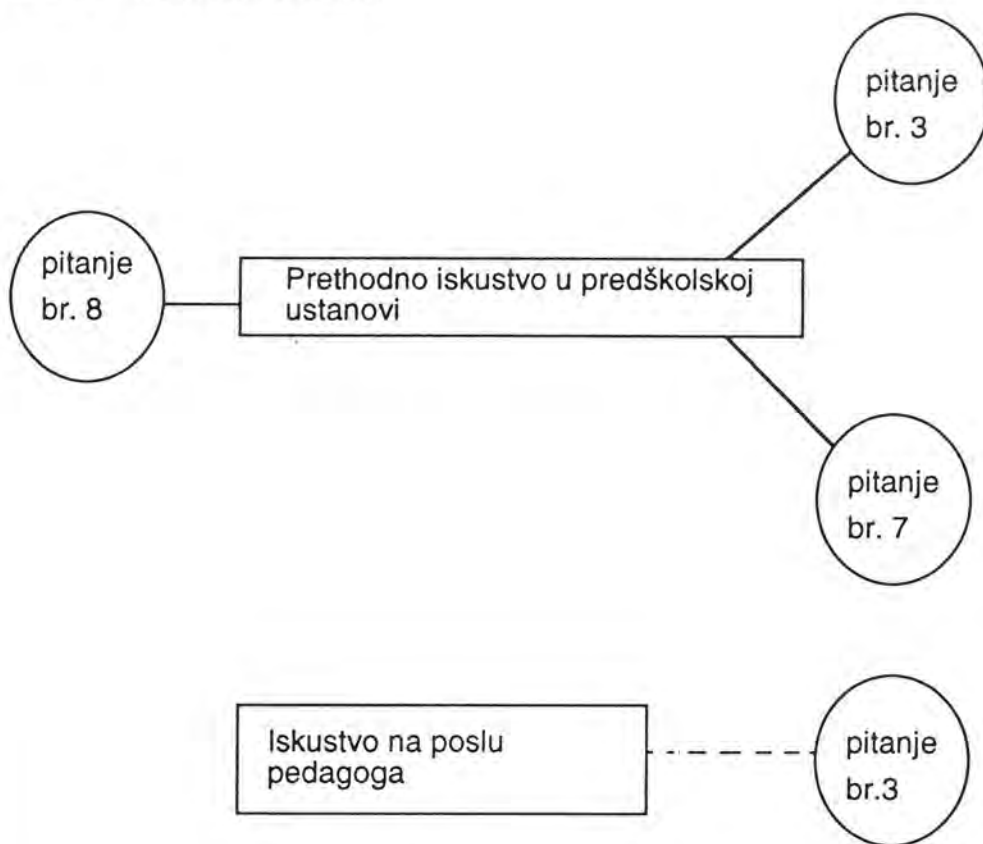 pitanje
br. 3
pitanje
br. 8
Prethodno iskustvo u predškolskoj
ustanovi
pitanje
br. 7
Iskustvo na poslu
pedagoga
pitanje
br.3